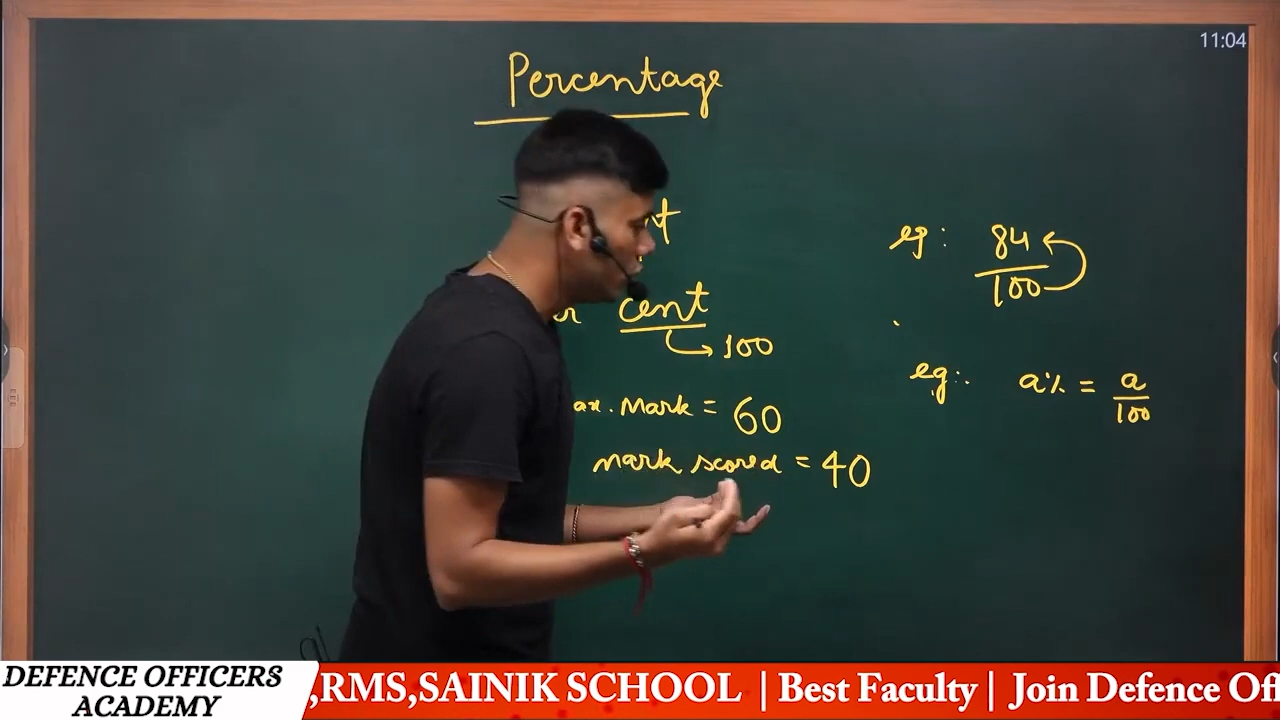 11:04
Percentage
cent
100
Mark = 60
mark scored = 40
eg: 84
100
eg: a% = a
100
DEFENCE OFFICERS
ACADEMY
,RMS,SAINIK SCHOOL | Best Faculty | Join Defence Off